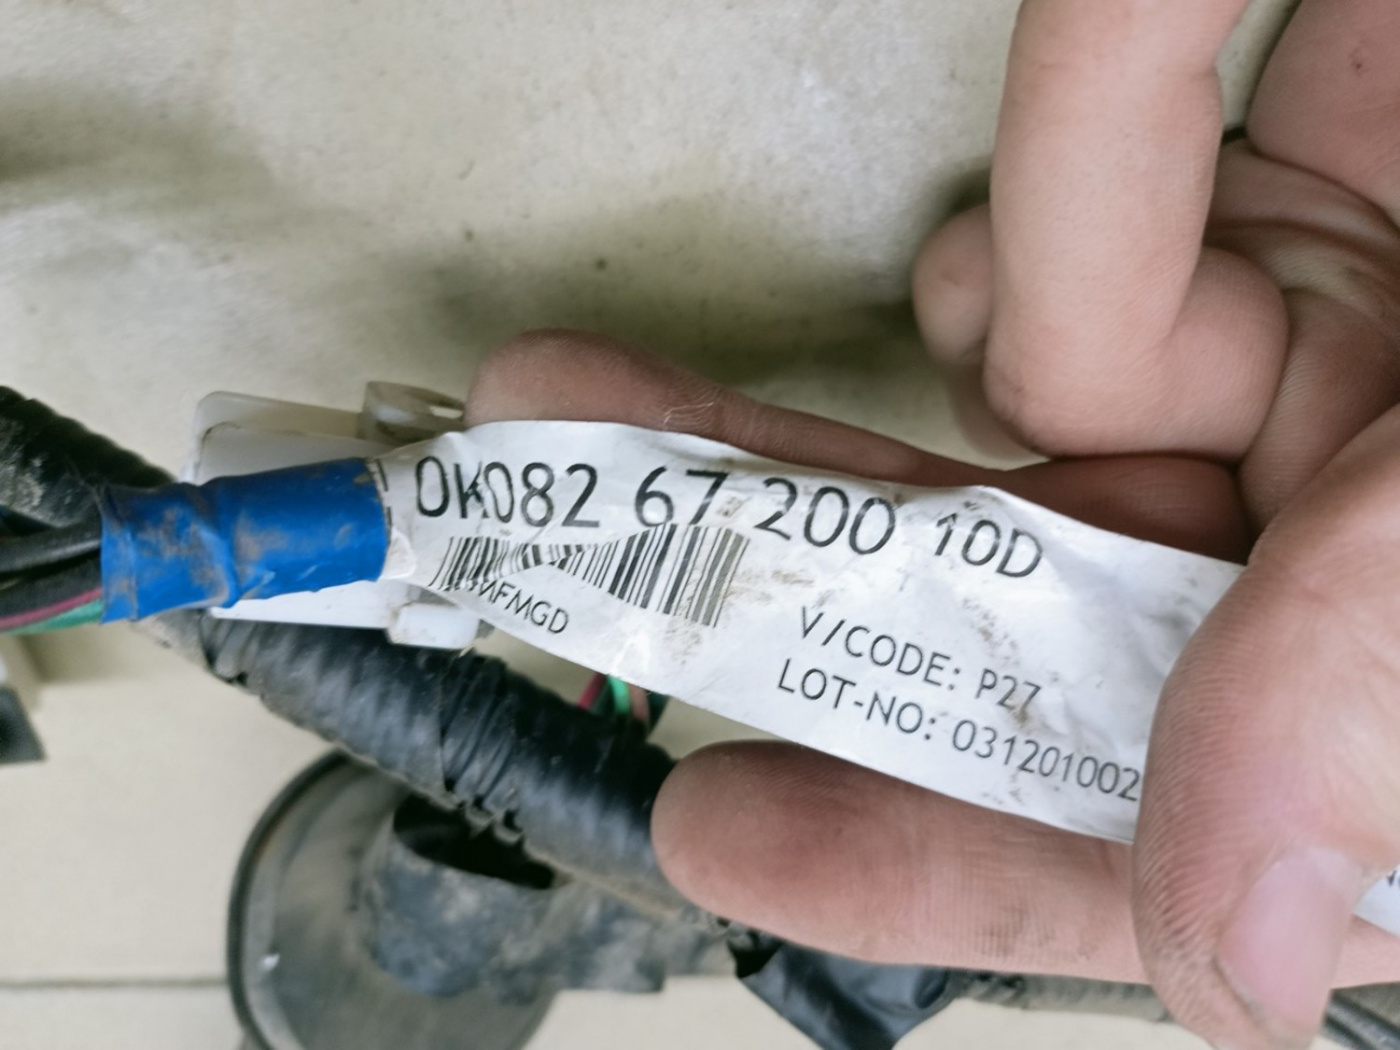 0K082 67 200 10D
V/CODE: P27
LOT-NO: 031201002